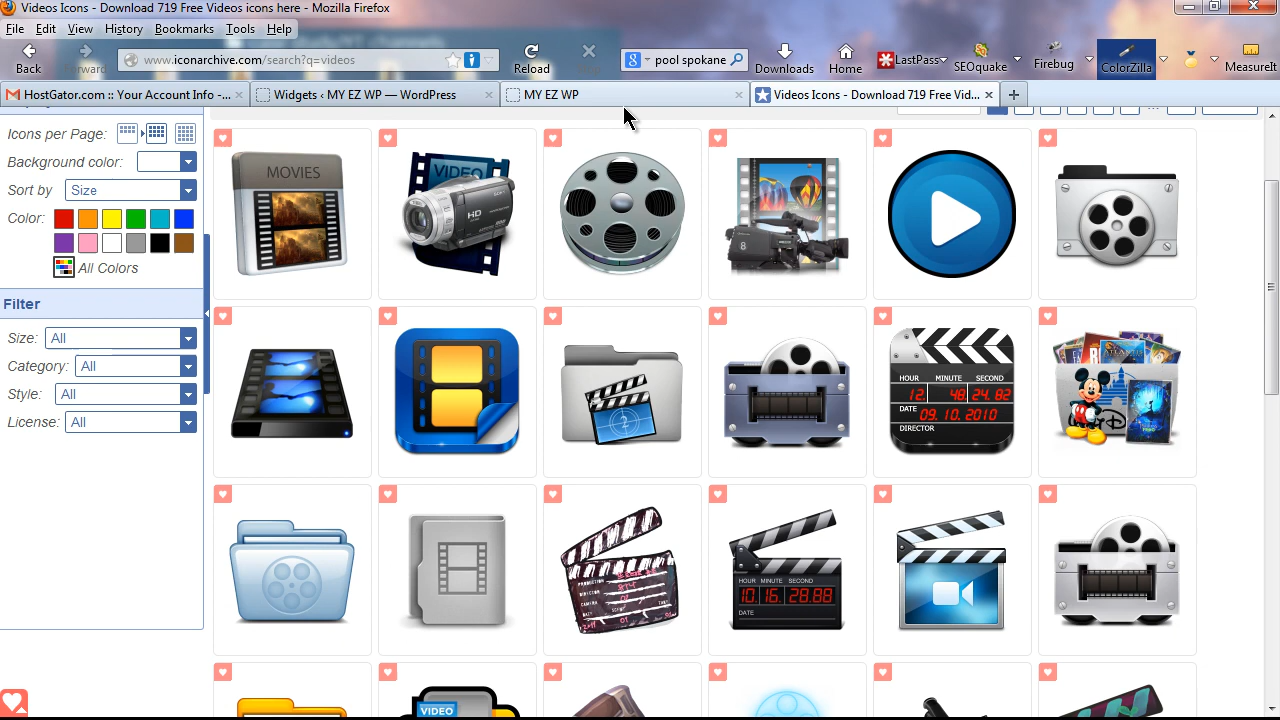 Videos Icons - Download 719 Free Videos icons here - Mozilla Firefox
File Edit View History Bookmarks Tools Help
Back Forward www.iconarchive.com/search?q=videos Reload Stop pool spokane Downloads Home LastPass SEOquake Firebug ColorZilla MeasureIt
HostGator.com :: Your Account Info -... Widgets ‹ MY EZ WP — WordPress MY EZ WP Videos Icons - Download 719 Free Vid...
Icons per Page:
Background color:
Sort by Size
Color:
All Colors
Filter
Size: All
Category: All
Style: All
License: All
MOVIES
VIDEO
HD
8
HOUR MINUTE SECOND
12. 48. 24. 82
DATE 09. 10. 2010
DIRECTOR
2
HOUR MINUTE SECOND
10. 16. 28.88
DATE
VIDEO